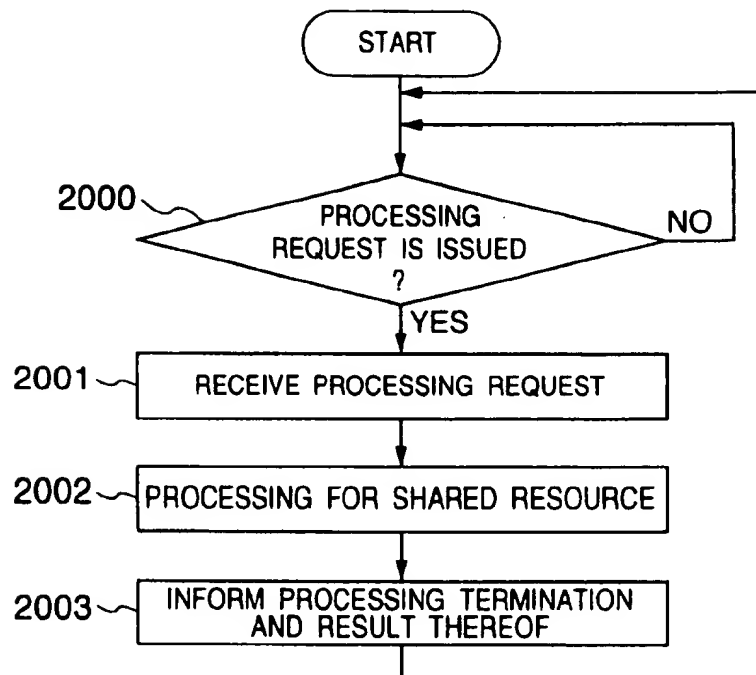 START
2000
PROCESSING
REQUEST IS ISSUED
?
NO
YES
2001
RECEIVE PROCESSING REQUEST
2002
PROCESSING FOR SHARED RESOURCE
2003
INFORM PROCESSING TERMINATION
AND RESULT THEREOF